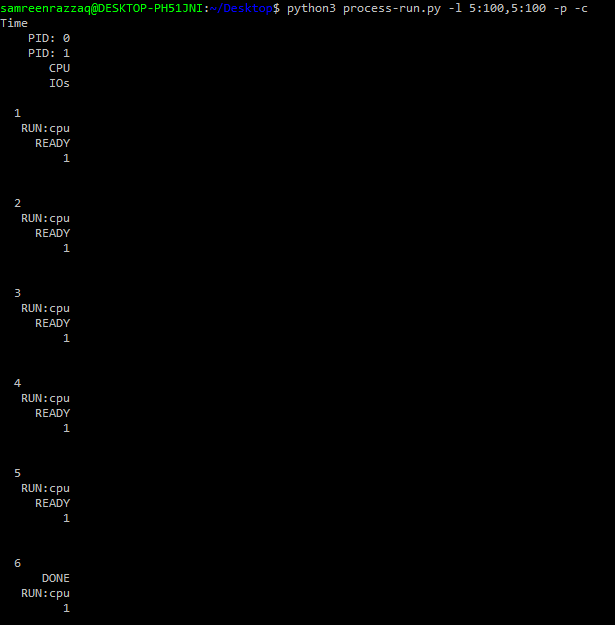 samreenrazzaq@DESKTOP-PH51JNI:~/Desktop$ python3 process-run.py -l 5:100,5:100 -p -c
Time
PID: 0
PID: 1
CPU
IOs
1
RUN:cpu
READY
1
2
RUN:cpu
READY
1
3
RUN:cpu
READY
1
4
RUN:cpu
READY
1
5
RUN:cpu
READY
1
6
DONE
RUN:cpu
1